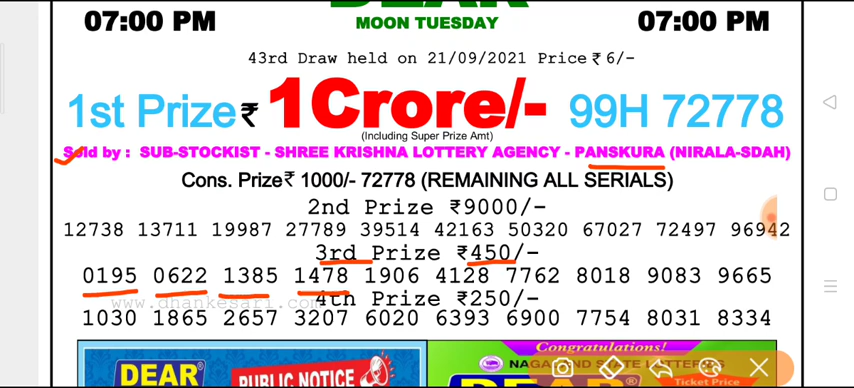 DEAR
07:00 PM MOON TUESDAY 07:00 PM
43rd Draw held on 21/09/2021 Price ₹ 6/-
1st Prize ₹ 1Crore/- 99H 72778
(Including Super Prize Amt)
Sold by : SUB-STOCKIST - SHREE KRISHNA LOTTERY AGENCY - PANSKURA (NIRALA-SDAH)
Cons. Prize ₹ 1000/- 72778 (REMAINING ALL SERIALS)
2nd Prize ₹9000/-
12738 13711 19987 27789 39514 42163 50320 67027 72497 96942
3rd Prize ₹450/-
0195 0622 1385 1478 1906 4128 7762 8018 9083 9665
www.dhankesari.com
4th Prize ₹250/-
1030 1865 2657 3207 6020 6393 6900 7754 8031 8334
DEAR PUBLIC NOTICE
Congratulations!
DEAR
Ticket Price